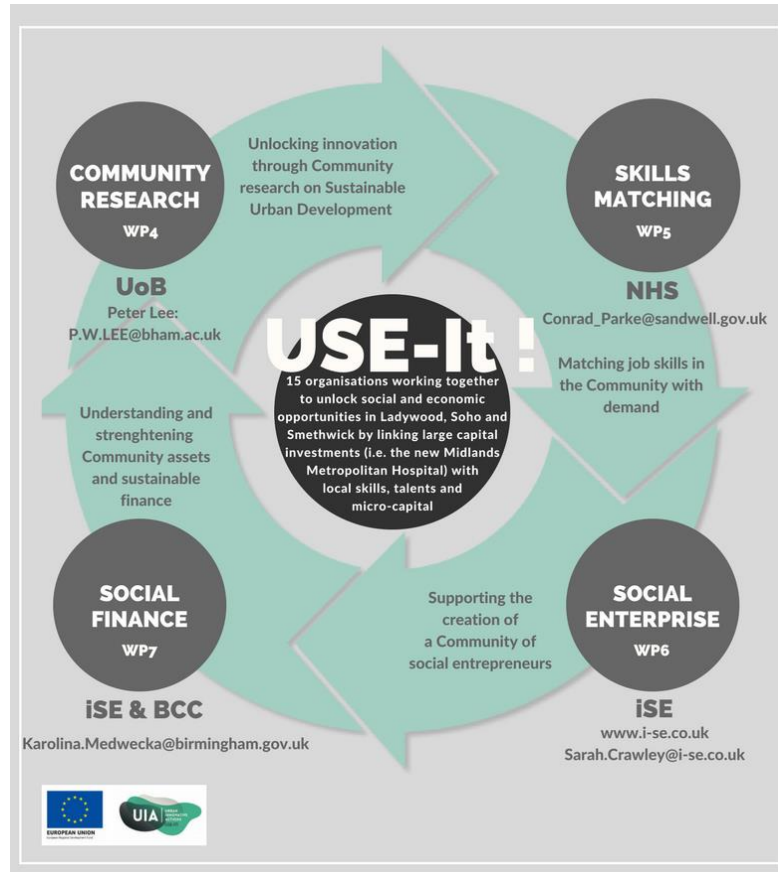 COMMUNITY
RESEARCH
WP4
UoB
Peter Lee:
P.W.LEE@bham.ac.uk
Unlocking innovation
through Community
research on Sustainable
Urban Development
SKILLS
MATCHING
WP5
NHS
Conrad_Parke@sandwell.gov.uk
Matching job skills in
the Community with
demand
USE-It !
15 organisations working together
to unlock social and economic
opportunities in Ladywood, Soho and
Smethwick by linking large capital
investments (i.e. the new Midlands
Metropolitan Hospital) with
local skills, talents and
micro-capital
Understanding and
strenghtening
Community assets
and sustainable
finance
SOCIAL
FINANCE
WP7
iSE & BCC
Karolina.Medwecka@birmingham.gov.uk
Supporting the
creation of
a Community of
social entrepreneurs
SOCIAL
ENTERPRISE
WP6
iSE
www.i-se.co.uk
Sarah.Crawley@i-se.co.uk
EUROPEAN UNION
UIA